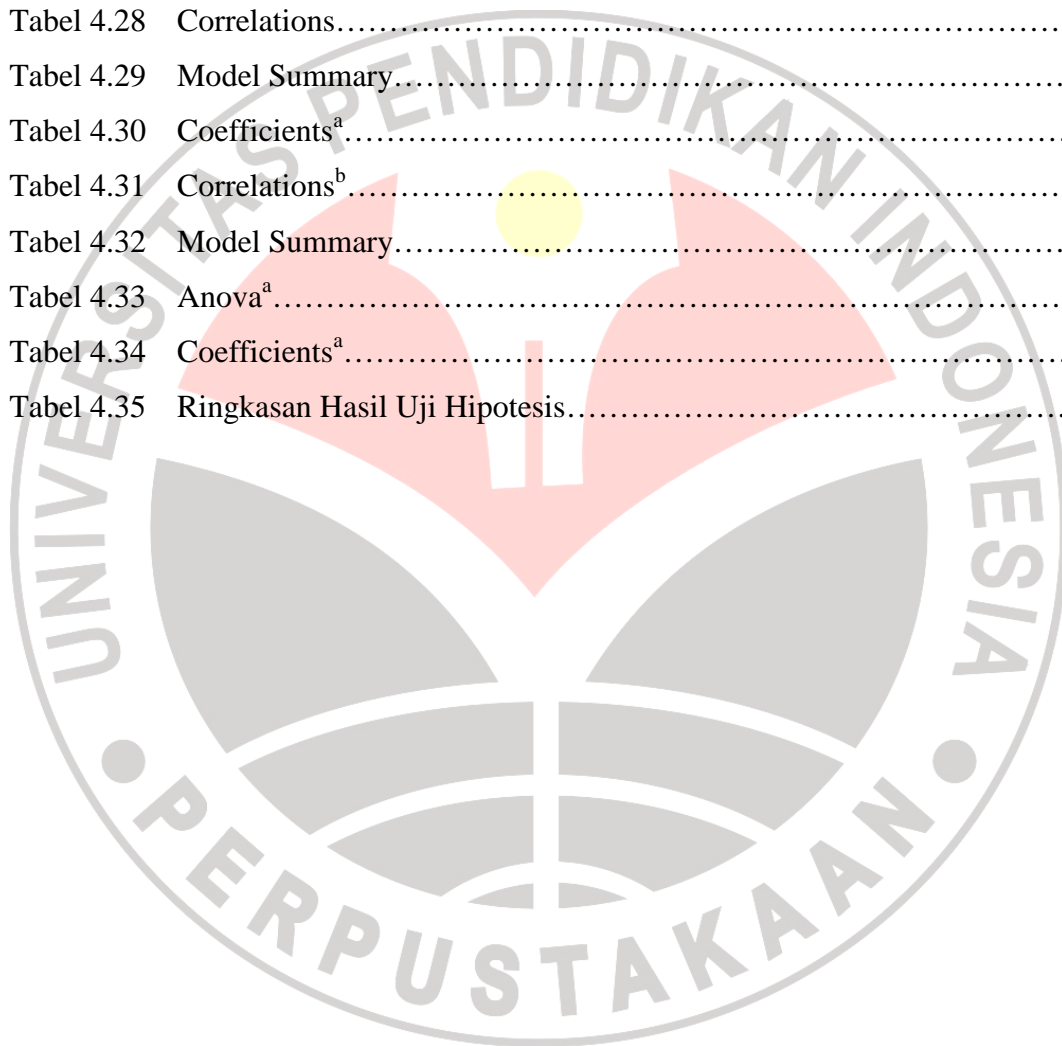 Tabel 4.28 Correlations……………………………………………………………
Tabel 4.29 Model Summary………………………………………………………
Tabel 4.30 Coefficientsᵃ……………………………………………………………
Tabel 4.31 Correlationsᵇ……………………………………………………………
Tabel 4.32 Model Summary………………………………………………………
Tabel 4.33 Anovaᵃ…………………………………………………………………
Tabel 4.34 Coefficientsᵃ……………………………………………………………
Tabel 4.35 Ringkasan Hasil Uji Hipotesis…………………………………………
UNIVERSITAS PENDIDIKAN INDONESIA
PERPUSTAKAAN